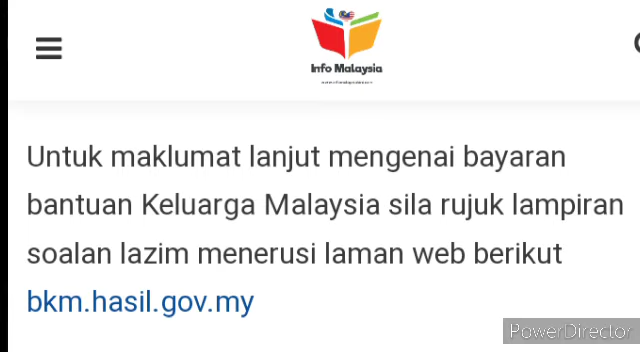 Info Malaysia
Untuk maklumat lanjut mengenai bayaran
bantuan Keluarga Malaysia sila rujuk lampiran
soalan lazim menerusi laman web berikut
bkm.hasil.gov.my
PowerDirector